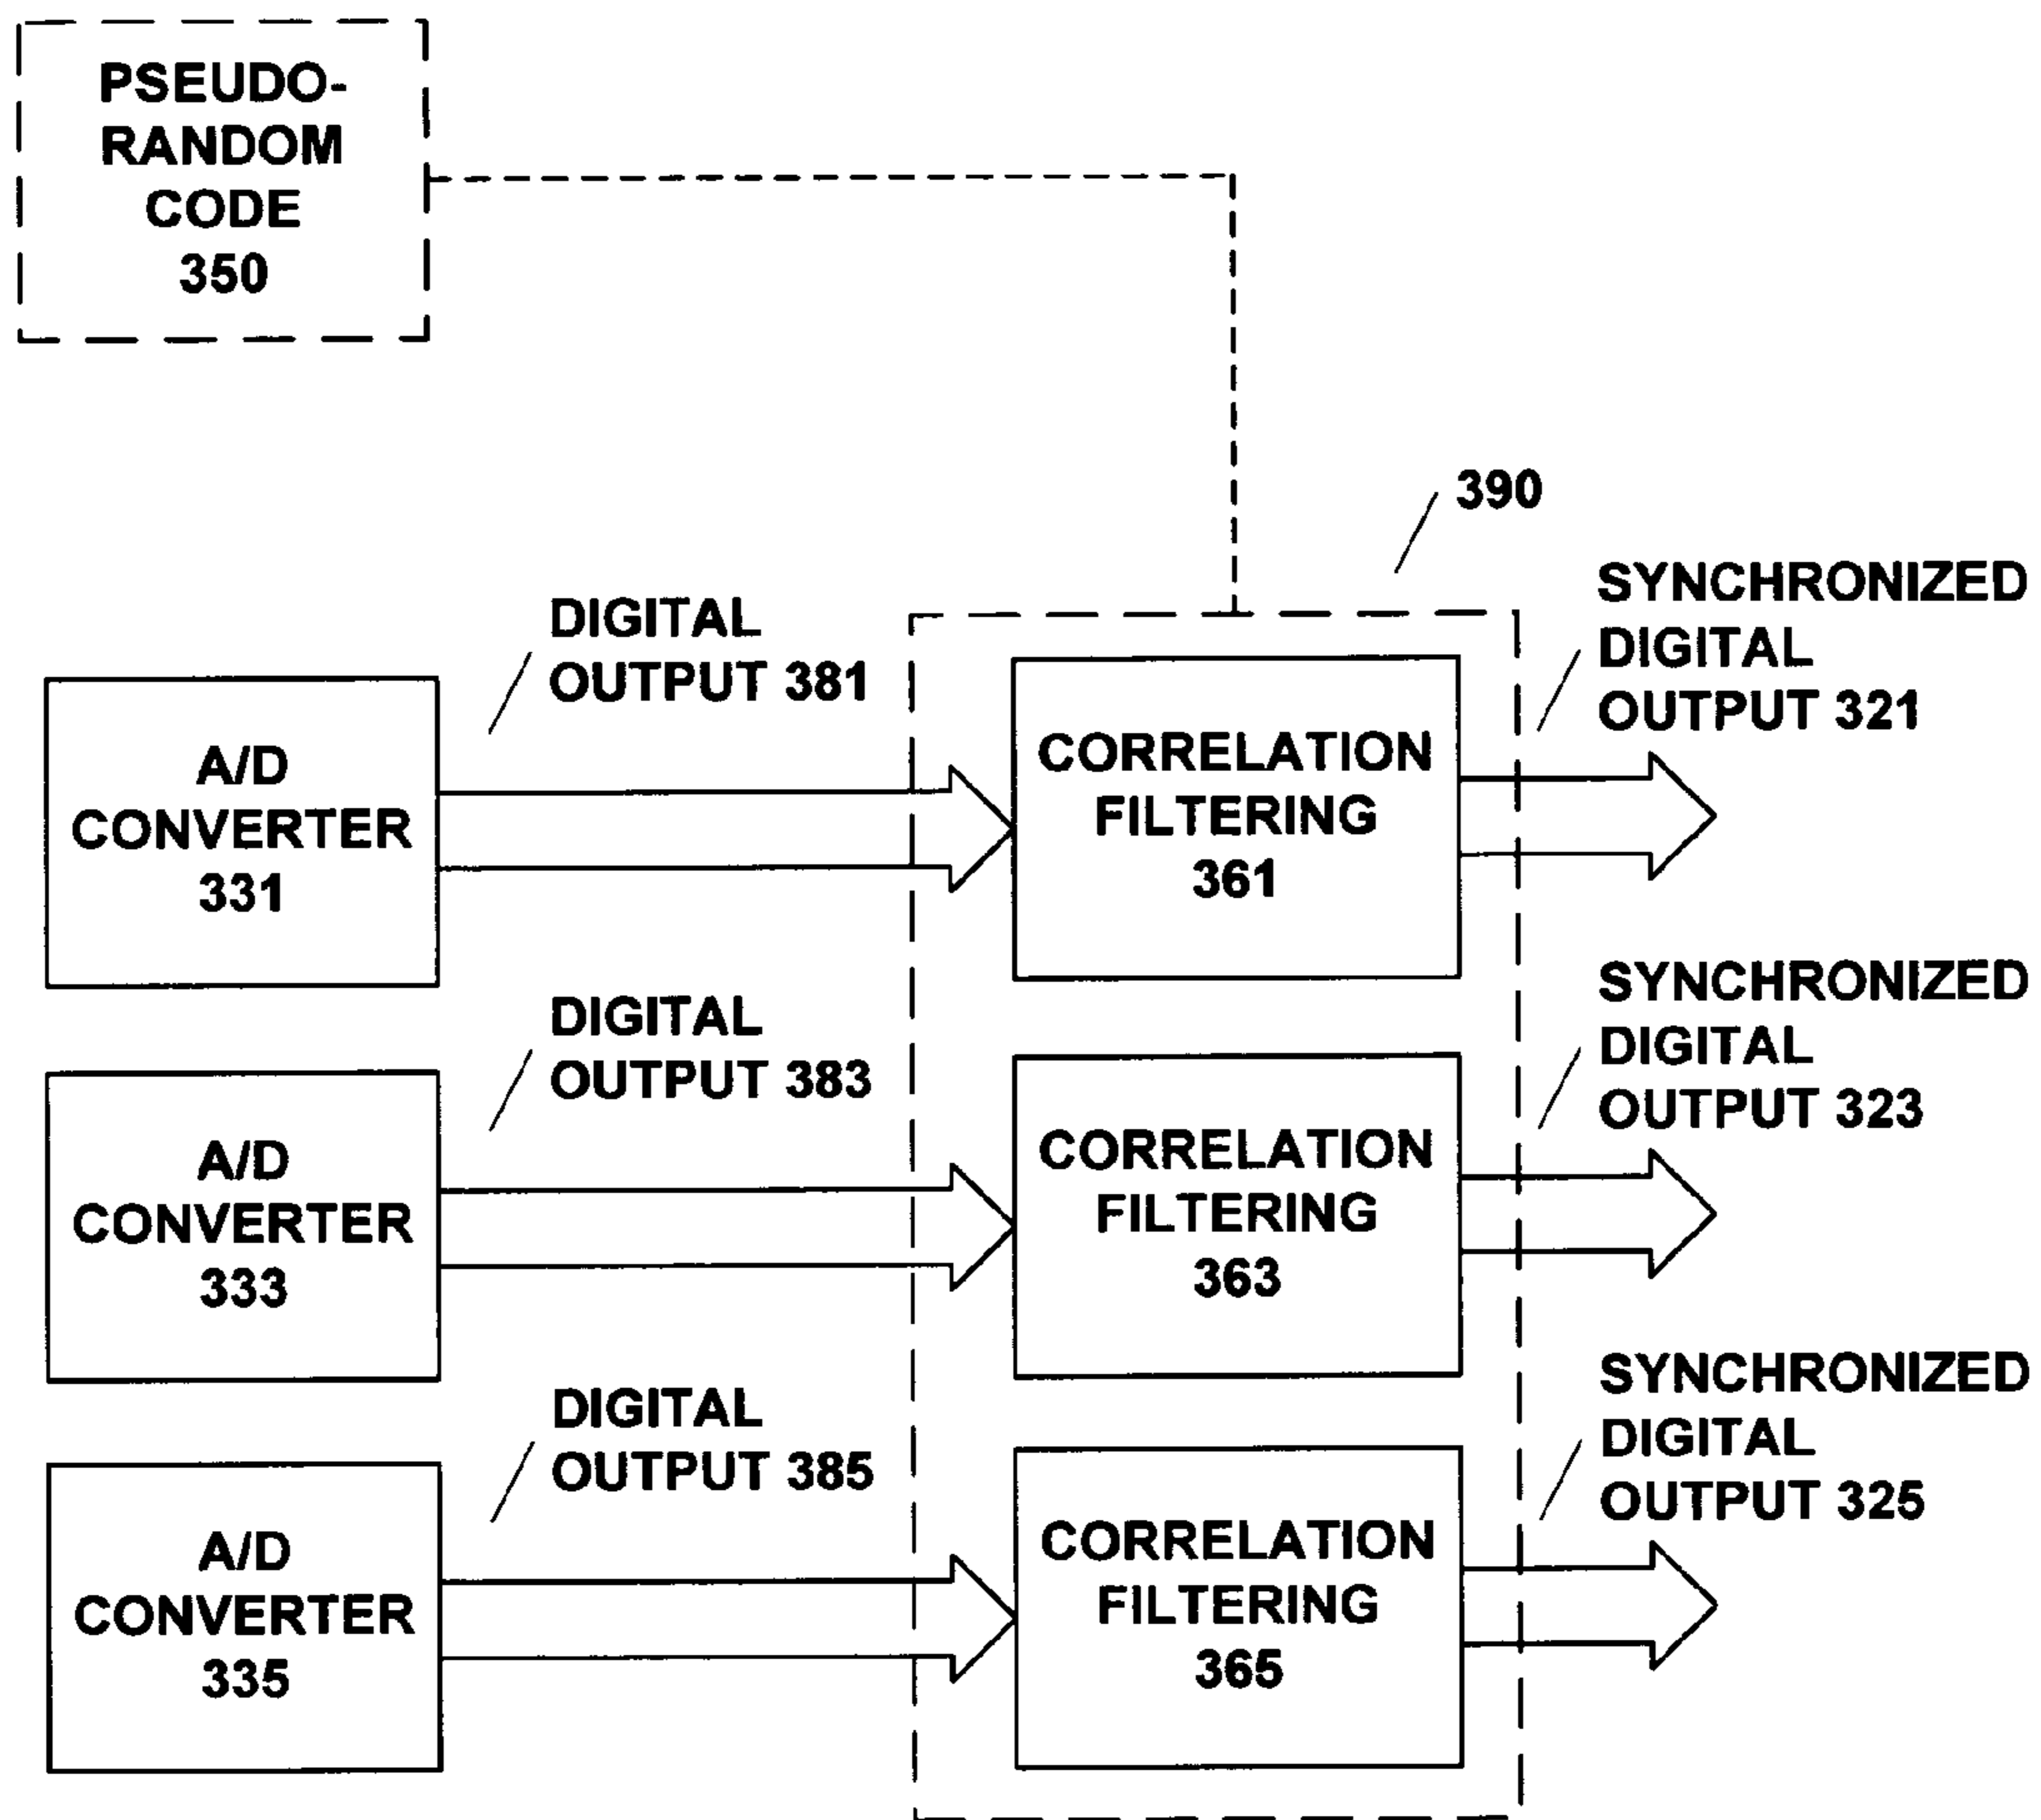 PSEUDO-
RANDOM
CODE
350
390
SYNCHRONIZED
DIGITAL
OUTPUT 321
DIGITAL
OUTPUT 381
A/D
CONVERTER
331
CORRELATION
FILTERING
361
SYNCHRONIZED
DIGITAL
OUTPUT 323
DIGITAL
OUTPUT 383
A/D
CONVERTER
333
CORRELATION
FILTERING
363
SYNCHRONIZED
DIGITAL
OUTPUT 325
DIGITAL
OUTPUT 385
A/D
CONVERTER
335
CORRELATION
FILTERING
365